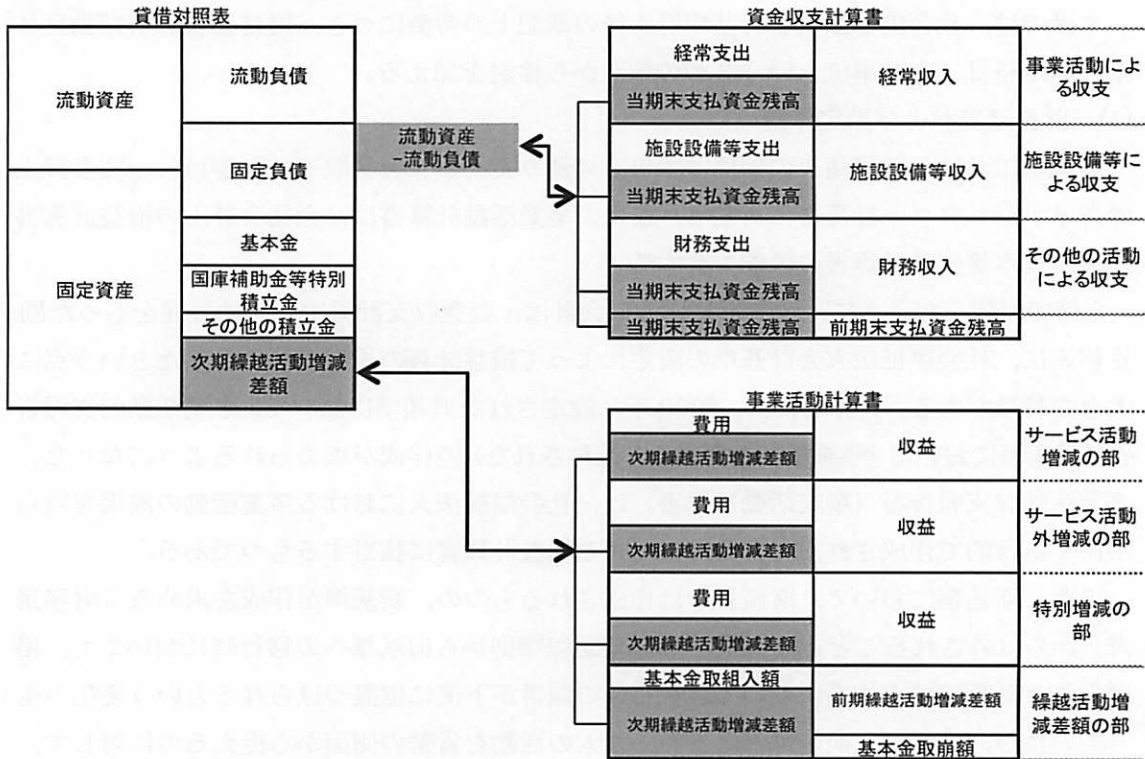 貸借対照表
流動資産
流動負債
固定負債
基本金
固定資産
国庫補助金等特別
積立金
その他の積立金
次期繰越活動増減
差額
流動資産
-流動負債
資金収支計算書
経常支出
当期末支払資金残高
経常収入
事業活動によ
る収支
施設設備等支出
当期末支払資金残高
施設設備等収入
施設設備等に
よる収支
財務支出
当期末支払資金残高
財務収入
その他の活動
による収支
当期末支払資金残高
前期末支払資金残高
事業活動計算書
費用
次期繰越活動増減差額
収益
サービス活動
増減の部
費用
次期繰越活動増減差額
収益
サービス活動
外増減の部
費用
次期繰越活動増減差額
収益
特別増減の
部
基本金取組入額
次期繰越活動増減差額
前期繰越活動増減差額
基本金取崩額
繰越活動増
減差額の部